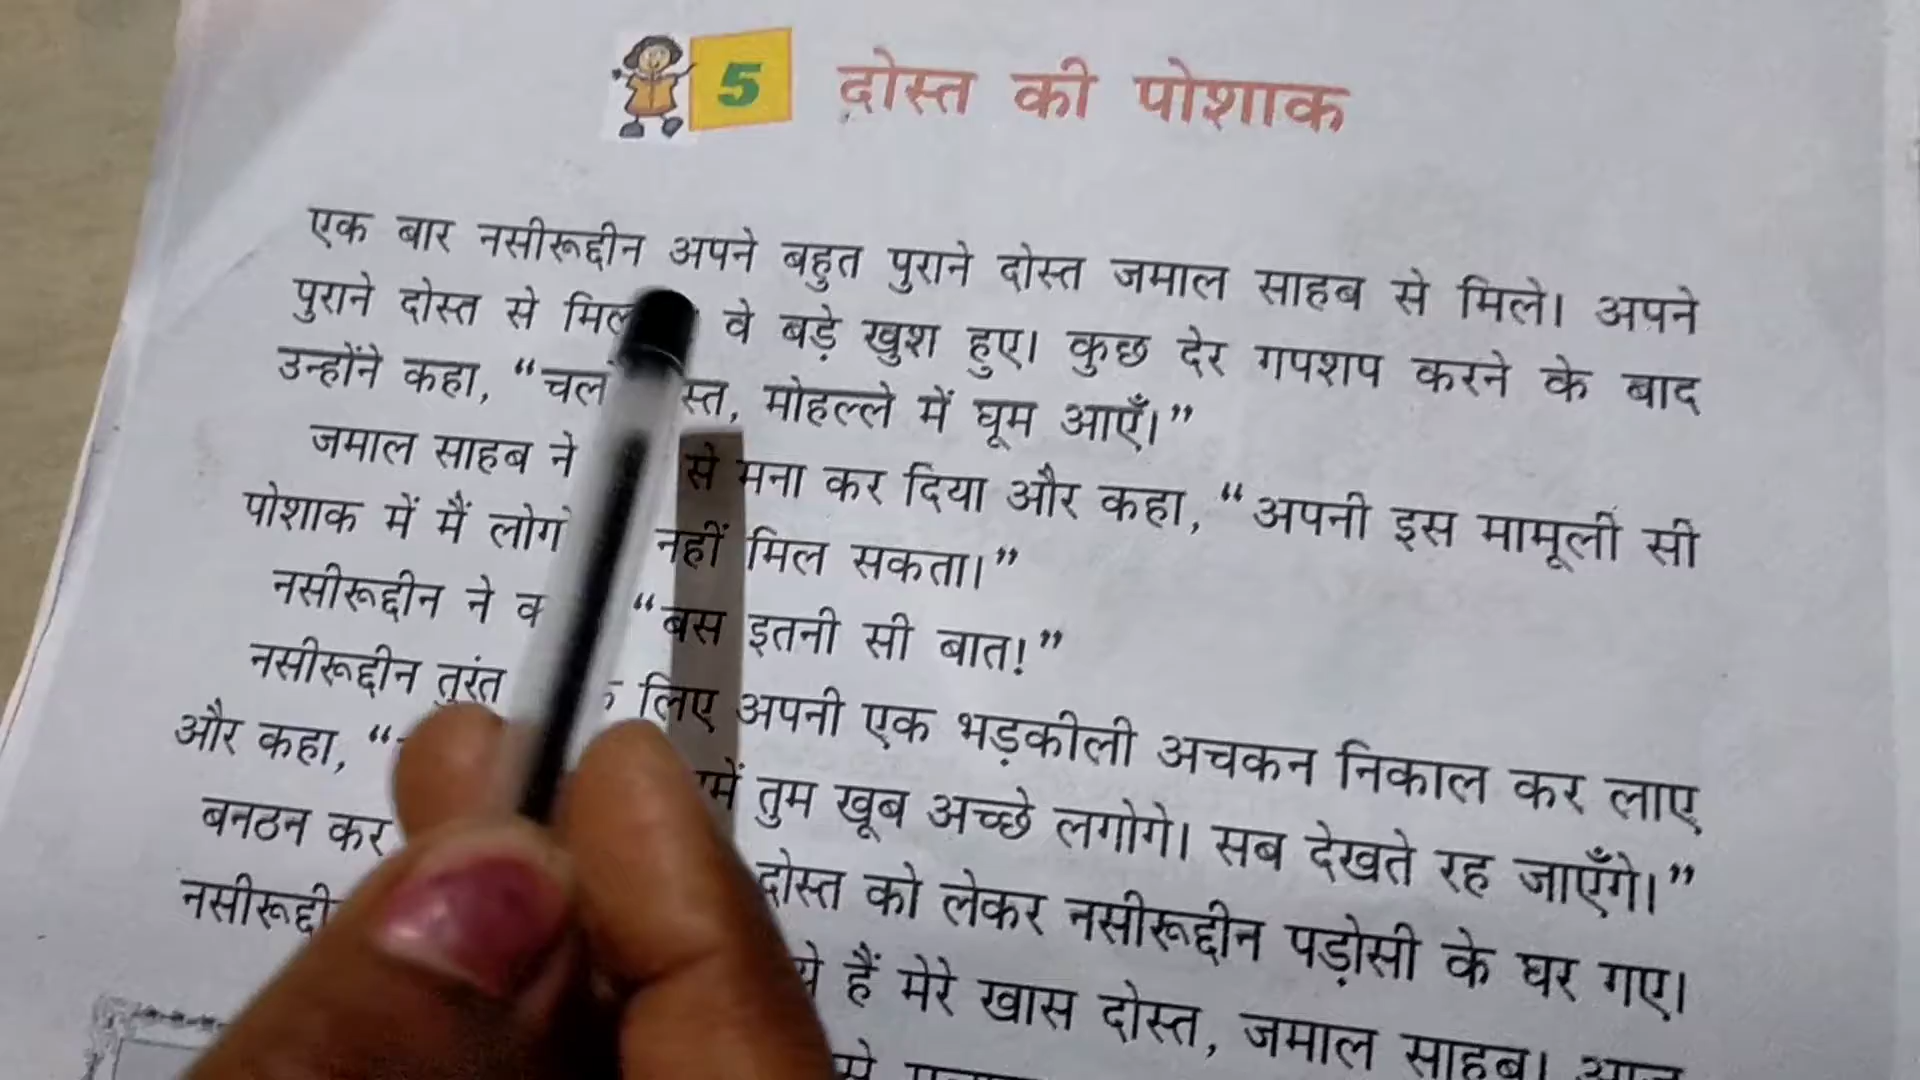 5 दोस्त की पोशाक
एक बार नसीरूद्दीन अपने बहुत पुराने दोस्त जमाल साहब से मिले। अपने
पुराने दोस्त से वे बड़े खुश हुए। कुछ देर गपशप करने के बाद
उन्होंने कहा, “ मोहल्ले में घूम आएँ।”
जमाल साहब ने से मना कर दिया और कहा, “अपनी इस मामूली सी
पोशाक में मैं नहीं मिल सकता।”
नसीरूद्दीन ने “बस इतनी सी बात!”
नसीरूद्दीन तुरंत लिए अपनी एक भड़कीली अचकन निकाल कर लाए
और कहा, “ तुम खूब अच्छे लगोगे। सब देखते रह जाएँगे।”
बनठन कर दोस्त को लेकर नसीरूद्दीन पड़ोसी के घर गए।
हैं मेरे खास दोस्त, जमाल साहब।